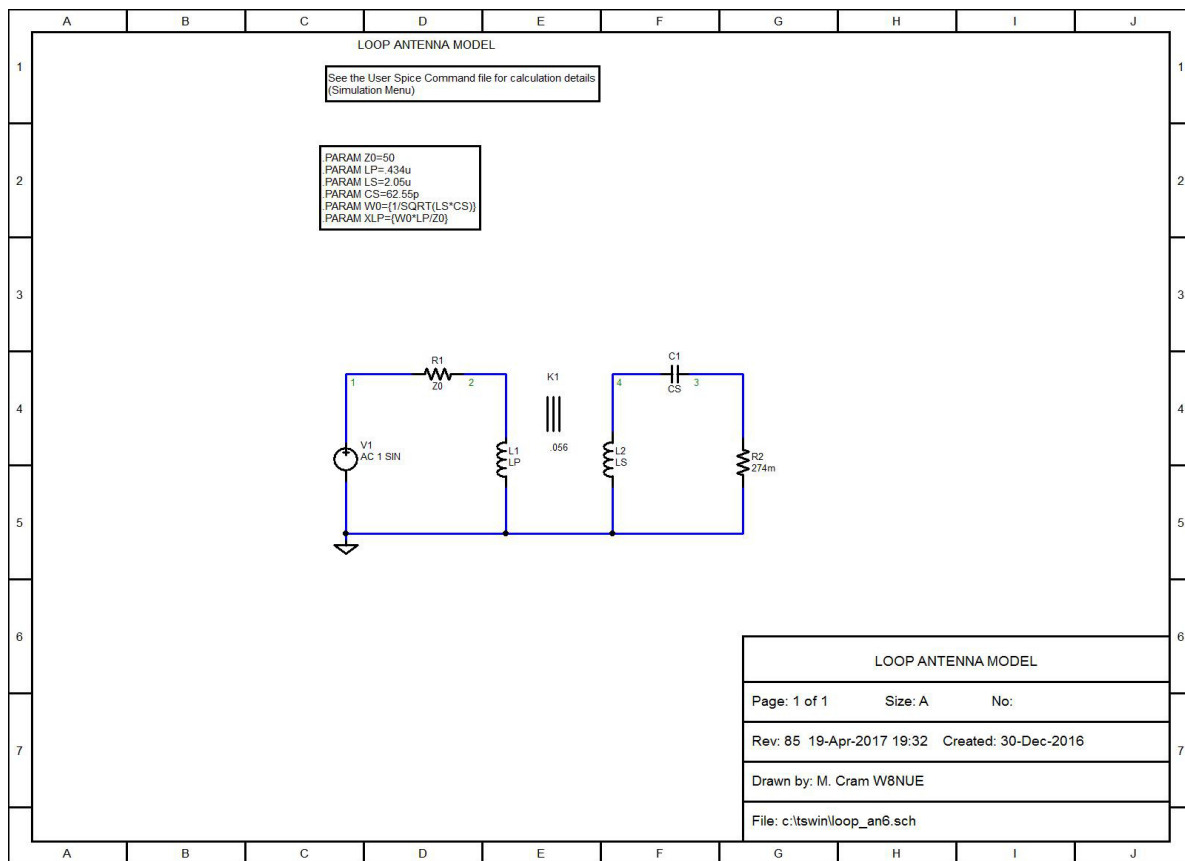 A B C D E F G H I J
LOOP ANTENNA MODEL
1 1
See the User Spice Command file for calculation details
(Simulation Menu)
.PARAM Z0=50
.PARAM LP=.434u
2 2
.PARAM LS=2.05u
.PARAM CS=62.55p
.PARAM W0={1/SQRT(LS*CS)}
.PARAM XLP={W0*LP/Z0}
3 3
R1
C1
K1
1 2 4 3
Z0
CS
4 4
V1
AC 1 SIN
L1
LP
.056
L2
LS
R2
274m
5 5
6 6
LOOP ANTENNA MODEL
Page: 1 of 1 Size: A No:
Rev: 85 19-Apr-2017 19:32 Created: 30-Dec-2016
7 7
Drawn by: M. Cram W8NUE
File: c:\tswin\loop_an6.sch
A B C D E F G H I J